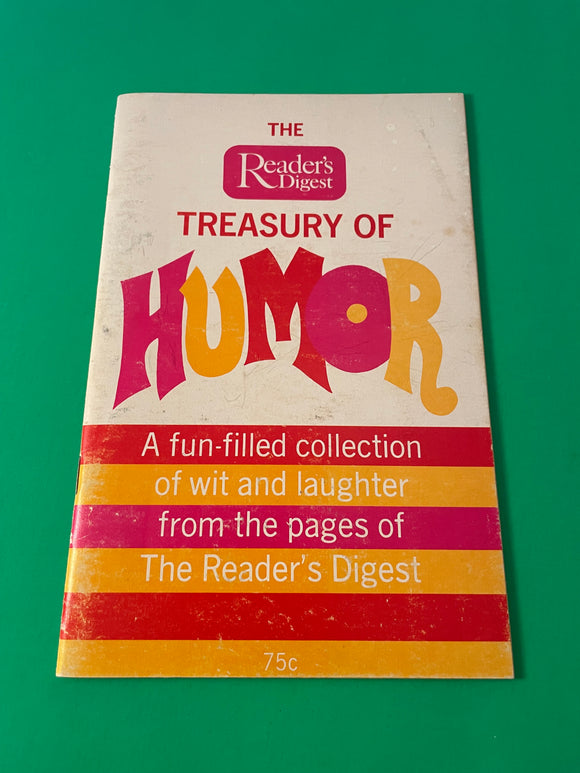 THE
Reader's
Digest
TREASURY OF
HUMOR
A fun-filled collection
of wit and laughter
from the pages of
The Reader's Digest
75c